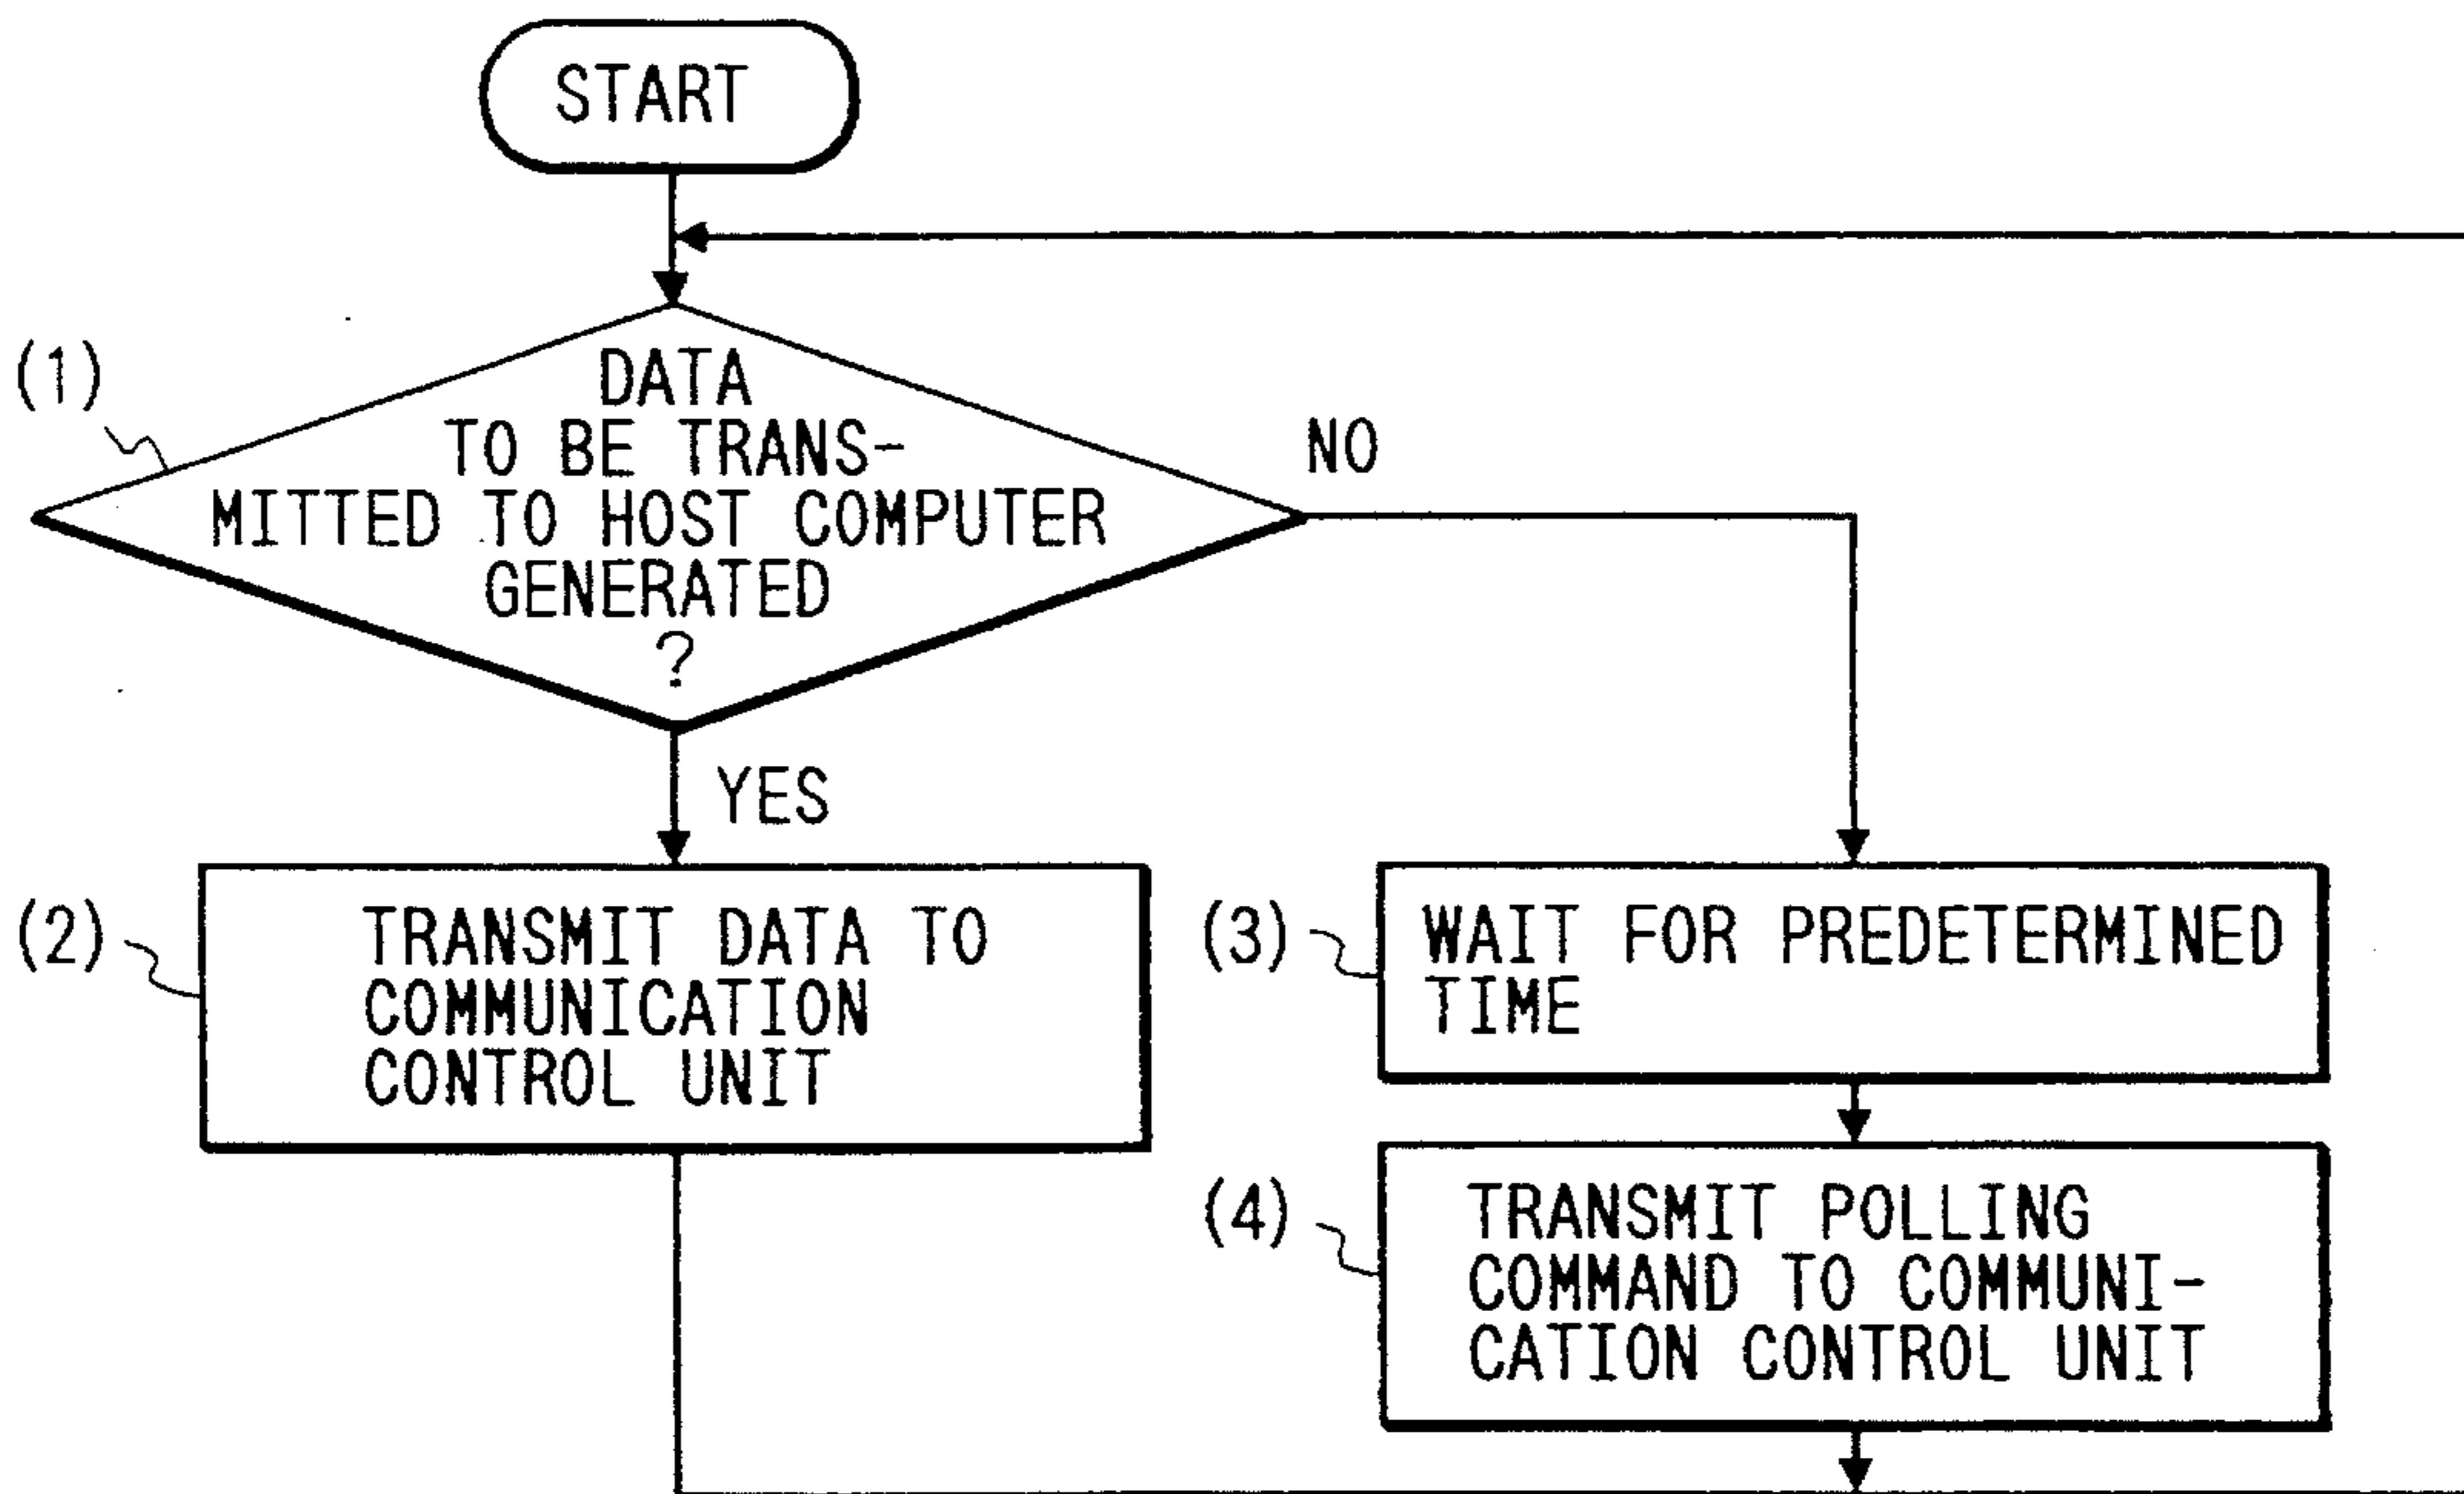 START
(1)
DATA
TO BE TRANS-
MITTED TO HOST COMPUTER
GENERATED
?
NO
YES
(2)
TRANSMIT DATA TO
COMMUNICATION
CONTROL UNIT
(3)
WAIT FOR PREDETERMINED
TIME
(4)
TRANSMIT POLLING
COMMAND TO COMMUNI-
CATION CONTROL UNIT